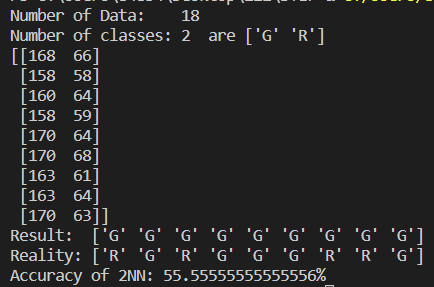 Number of Data:    18
Number of classes: 2  are ['G' 'R']
[[168  66]
 [158  58]
 [160  64]
 [158  59]
 [170  64]
 [170  68]
 [163  61]
 [163  64]
 [170  63]]
Result:  ['G' 'G' 'G' 'G' 'G' 'G' 'G' 'G' 'G']
Reality: ['R' 'G' 'R' 'G' 'G' 'G' 'R' 'R' 'G']
Accuracy of 2NN: 55.55555555555556%